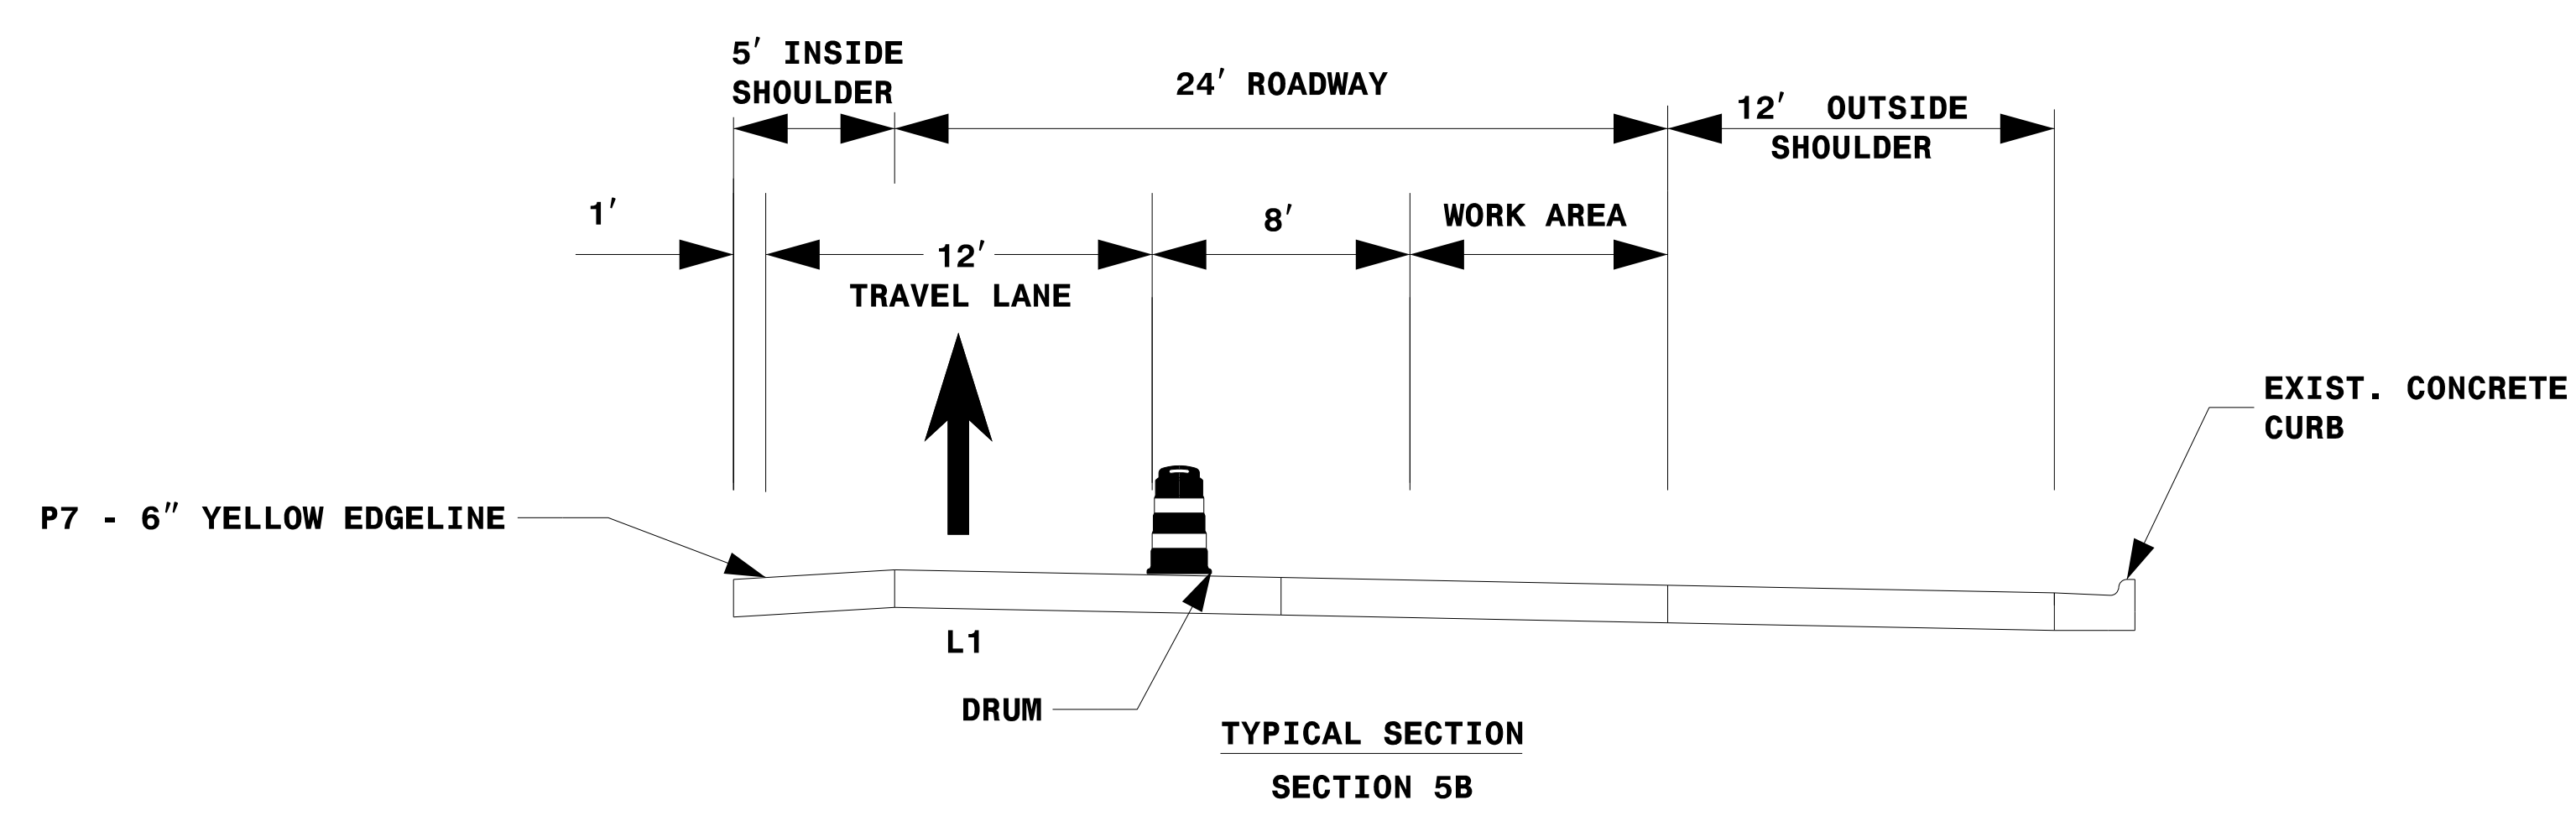 5′ INSIDE
SHOULDER
24′ ROADWAY
12′ OUTSIDE
SHOULDER
1′
12′
TRAVEL LANE
8′
WORK AREA
EXIST. CONCRETE
CURB
P7 - 6″ YELLOW EDGELINE
L1
DRUM
TYPICAL SECTION
SECTION 5B